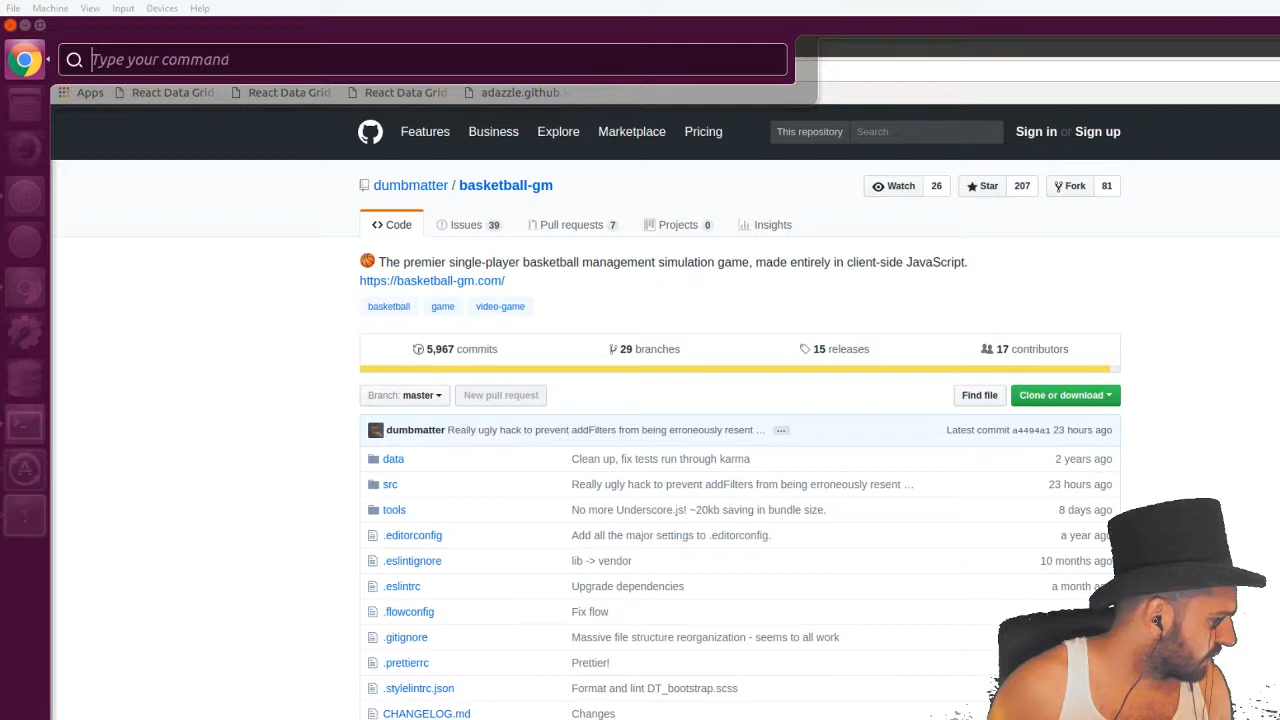 File Machine View Input Devices Help
Type your command
Apps React Data Grid React Data Grid React Data Grid adazzle.github.
Features Business Explore Marketplace Pricing This repository Search Sign in or Sign up
dumbmatter / basketball-gm Watch 26 Star 207 Fork 81
Code Issues 39 Pull requests 7 Projects 0 Insights
The premier single-player basketball management simulation game, made entirely in client-side JavaScript.
https://basketball-gm.com/
basketball game video-game
5,967 commits 29 branches 15 releases 17 contributors
Branch: master New pull request Find file Clone or download
dumbmatter Really ugly hack to prevent addFilters from being erroneously resent … Latest commit a4494a1 23 hours ago
data Clean up, fix tests run through karma 2 years ago
src Really ugly hack to prevent addFilters from being erroneously resent … 23 hours ago
tools No more Underscore.js! ~20kb saving in bundle size. 8 days ago
.editorconfig Add all the major settings to .editorconfig. a year ago
.eslintignore lib -> vendor 10 months ago
.eslintrc Upgrade dependencies a month
.flowconfig Fix flow
.gitignore Massive file structure reorganization - seems to all work
.prettierrc Prettier!
.stylelintrc.json Format and lint DT_bootstrap.scss
CHANGELOG.md Changes